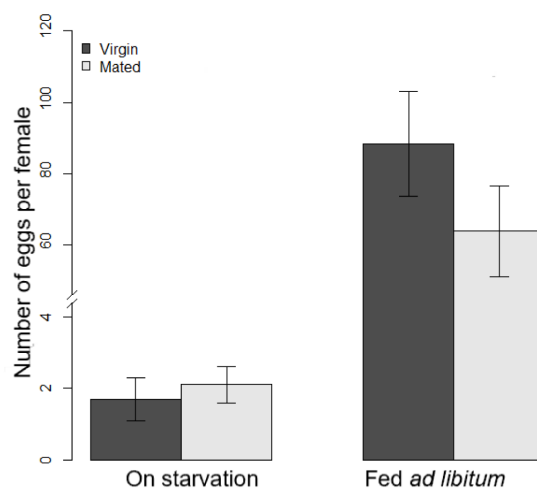 120
100
80
60
4
2
0
Number of eggs per female
Virgin
Mated
On starvation
Fed ad libitum